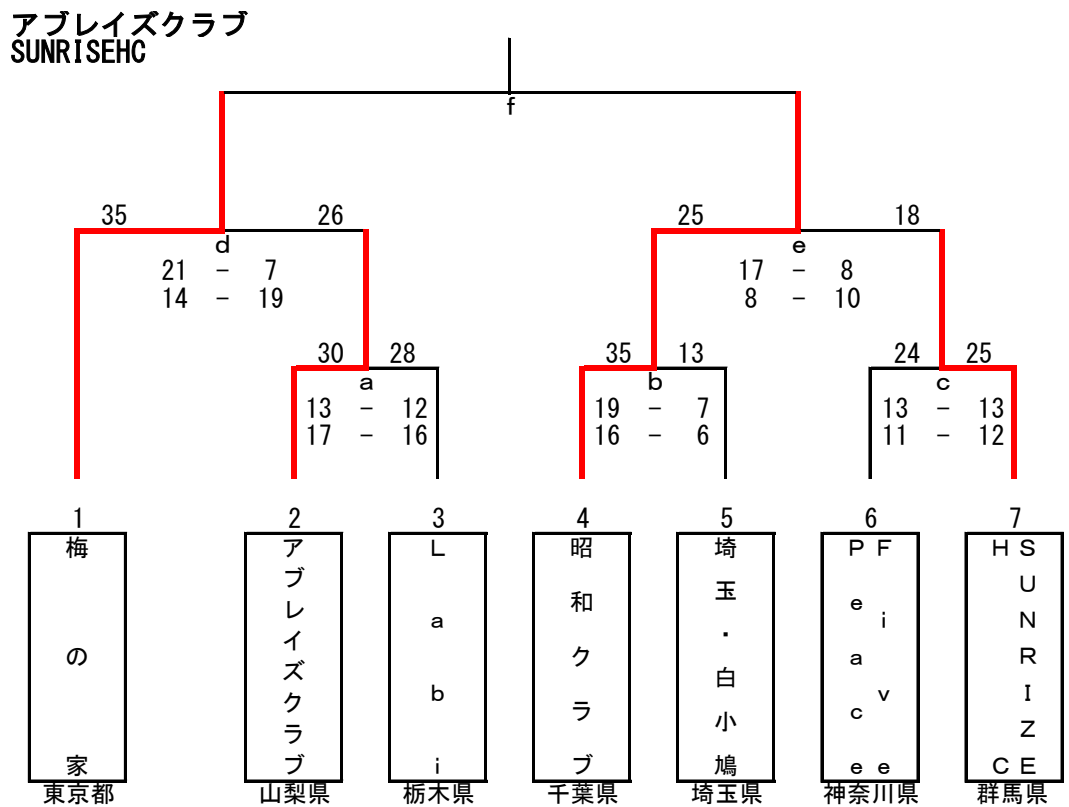 アブレイズクラブ
SUNRISEHC
f
35 26
d
21 - 7
14 - 19
25 18
e
17 - 8
8 - 10
30 28
a
13 - 12
17 - 16
35 13
b
19 - 7
16 - 6
24 25
c
13 - 13
11 - 12
1 2 3 4 5 6 7
梅の家
アブレイズクラブ
Labi
昭和クラブ
埼玉・白小鳩
Five
Peace
SUNRIZE
HC
東京都 山梨県 栃木県 千葉県 埼玉県 神奈川県 群馬県